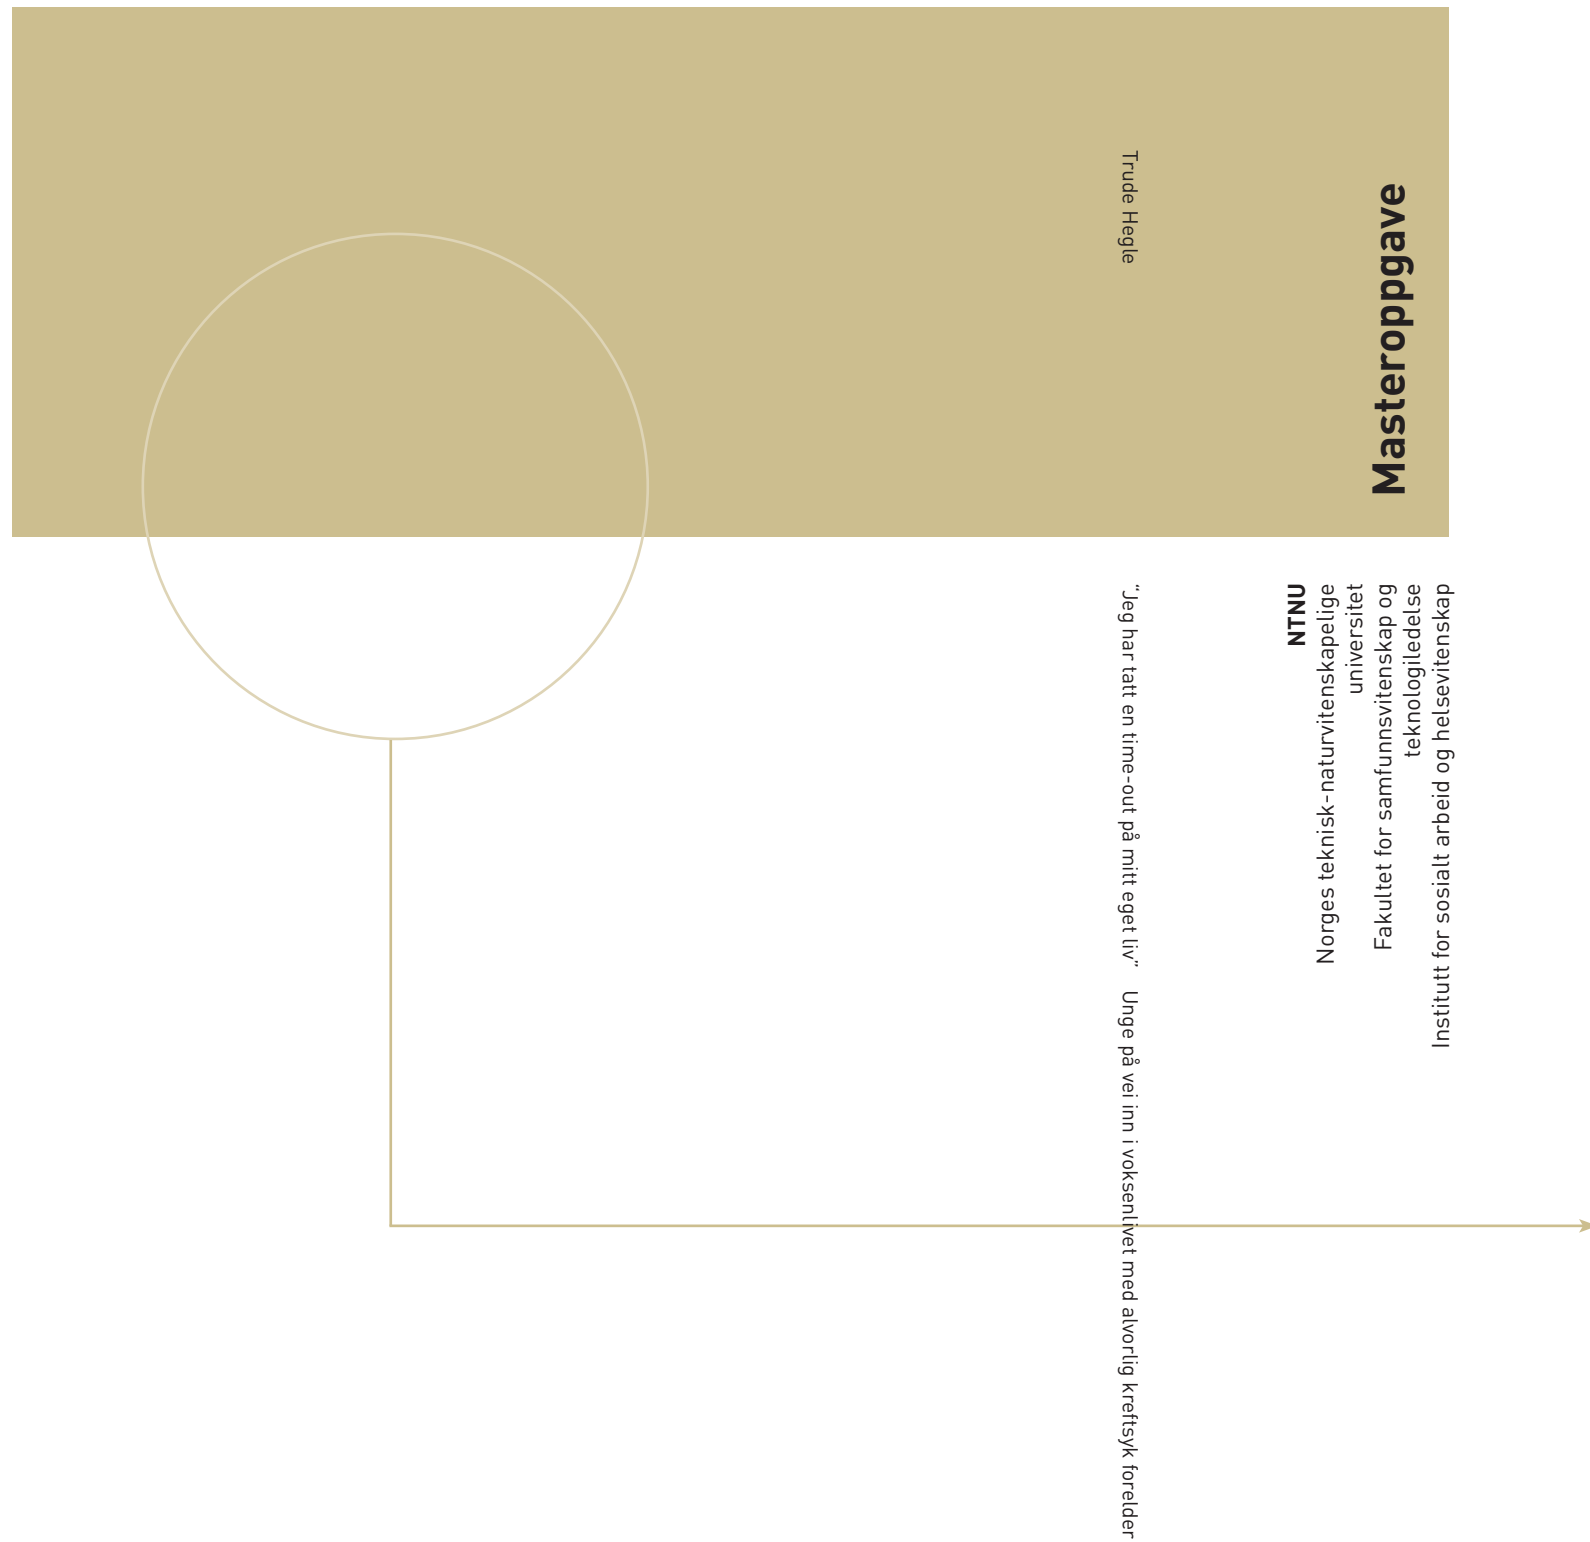 Trude Hegle
"Jeg har tatt en time-out på mitt eget liv" Unge på vei inn i voksenlivet med alvorlig kreftsyk forelder
Masteroppgave
NTNU
Norges teknisk-naturvitenskapelige
universitet
Fakultet for samfunnsvitenskap og
teknologiledelse
Institutt for sosialt arbeid og helsevitenskap